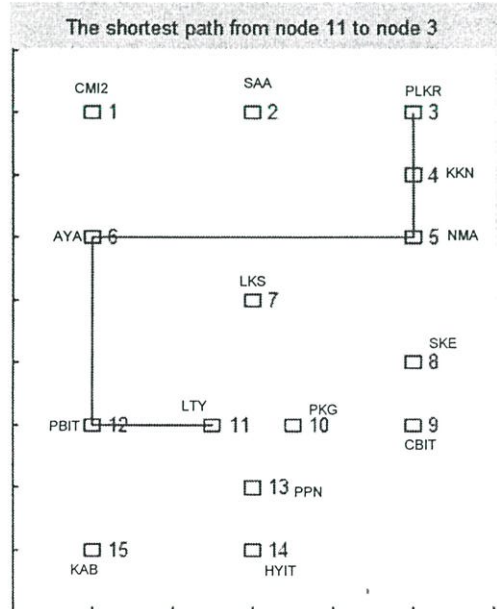 The shortest path from node 11 to node 3
CMI2
SAA
PLKR
1
2
3
4 KKN
AYA 6
5 NMA
LKS
7
SKE
8
LTY
PKG
PBIT 12
11
10
9
CBIT
13 PPN
15
14
KAB
HYIT